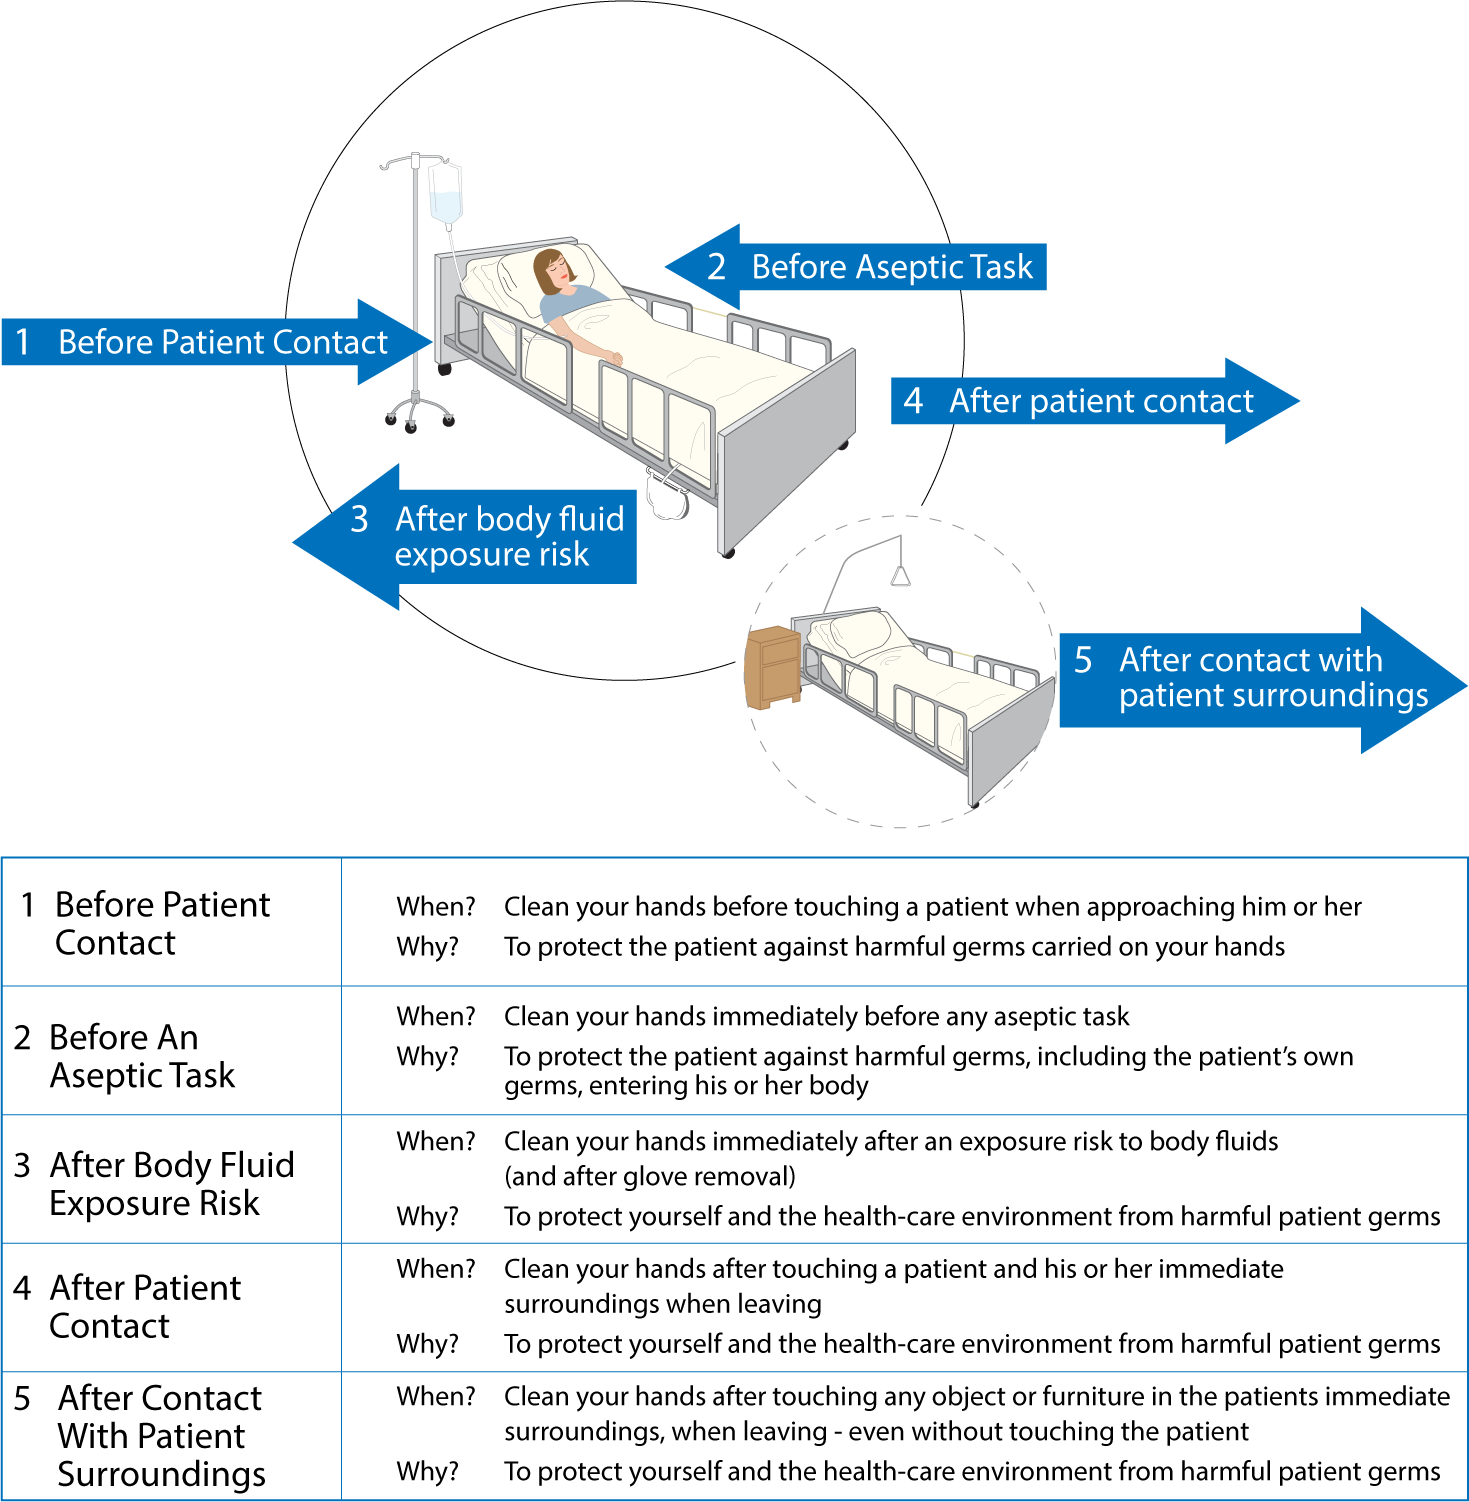 1 Before Patient Contact
2 Before Aseptic Task
3 After body fluid
exposure risk
4 After patient contact
5 After contact with
patient surroundings
1 Before Patient
Contact
When? Clean your hands before touching a patient when approaching him or her
Why? To protect the patient against harmful germs carried on your hands
2 Before An
Aseptic Task
When? Clean your hands immediately before any aseptic task
Why? To protect the patient against harmful germs, including the patient’s own
germs, entering his or her body
3 After Body Fluid
Exposure Risk
When? Clean your hands immediately after an exposure risk to body fluids
(and after glove removal)
Why? To protect yourself and the health-care environment from harmful patient germs
4 After Patient
Contact
When? Clean your hands after touching a patient and his or her immediate
surroundings when leaving
Why? To protect yourself and the health-care environment from harmful patient germs
5 After Contact
With Patient
Surroundings
When? Clean your hands after touching any object or furniture in the patients immediate
surroundings, when leaving - even without touching the patient
Why? To protect yourself and the health-care environment from harmful patient germs